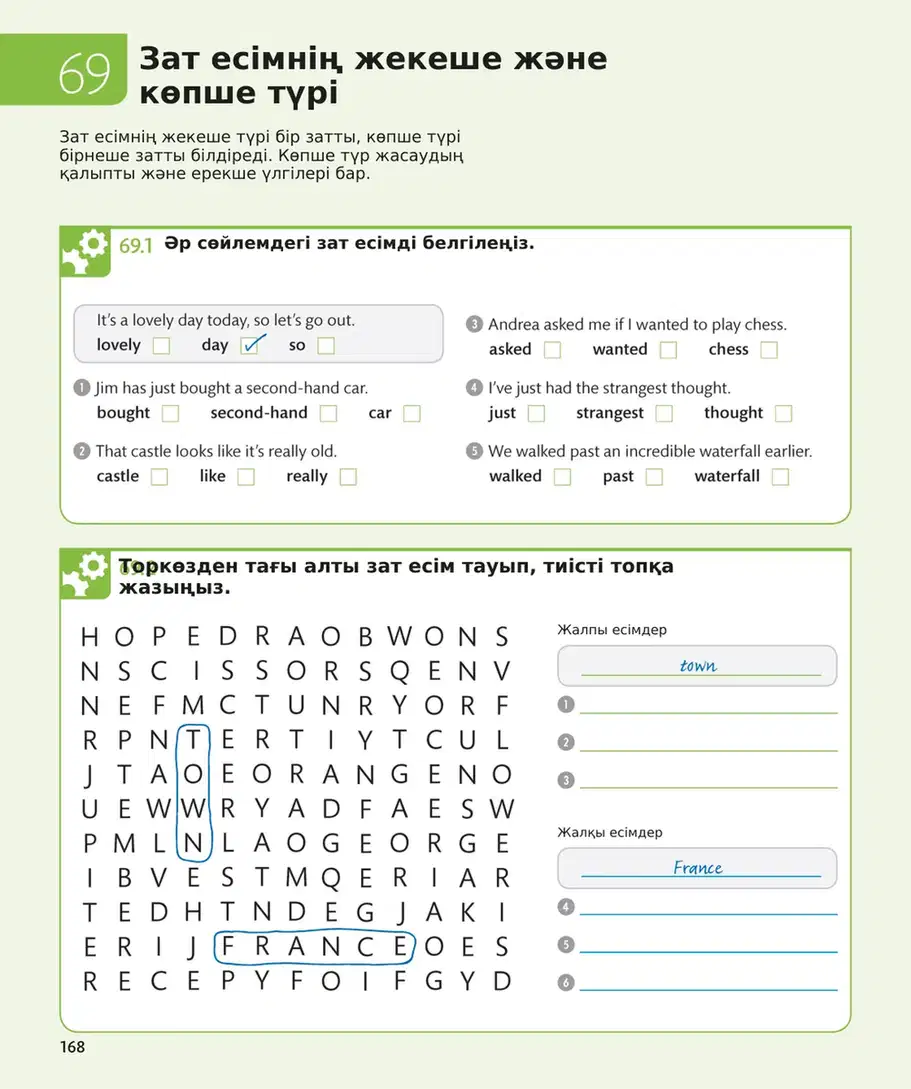 69
Зат есімнің жекеше және
көпше түрі
Зат есімнің жекеше түрі бір затты, көпше түрі
бірнеше затты білдіреді. Көпше түр жасаудың
қалыпты және ерекше үлгілері бар.
69.1 Әр сөйлемдегі зат есімді белгілеңіз.
It's a lovely day today, so let's go out.
lovely day so
1 Jim has just bought a second-hand car.
bought second-hand car
2 That castle looks like it's really old.
castle like really
3 Andrea asked me if I wanted to play chess.
asked wanted chess
4 I've just had the strangest thought.
just strangest thought
5 We walked past an incredible waterfall earlier.
walked past waterfall
Торкөзден тағы алты зат есім тауып, тиісті топқа
жазыңыз.
H O P E D R A O B W O N S
N S C I S S O R S Q E N V
N E F M C T U N R Y O R F
R P N T E R T I Y T C U L
J T A O E O R A N G E N O
U E W W R Y A D F A E S W
P M L N L A O G E O R G E
I B V E S T M Q E R I A R
T E D H T N D E G J A K I
E R I J F R A N C E O E S
R E C E P Y F O I F G Y D
Жалпы есімдер
town
1
2
3
Жалқы есімдер
France
4
5
6
168